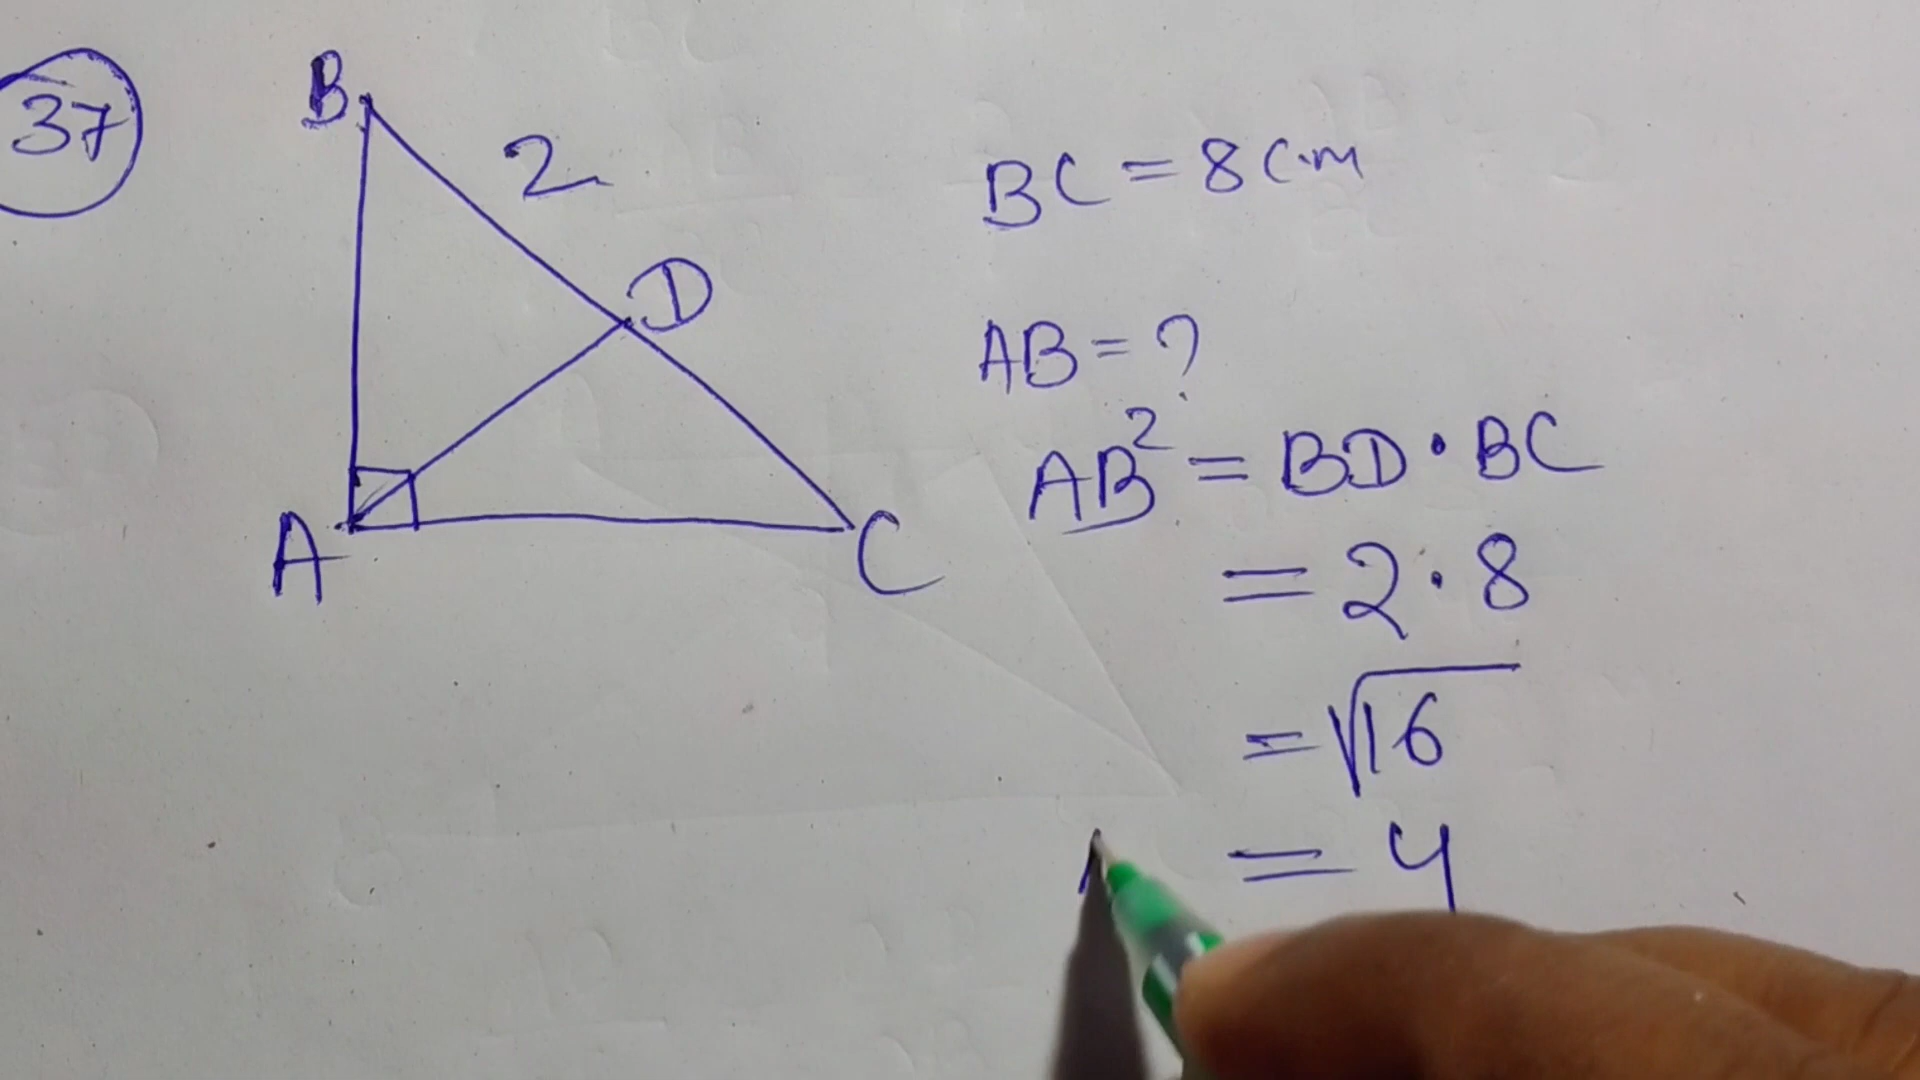 37
B
2
D
A
C
BC = 8 C·m
AB = ?
AB² = BD · BC
= 2 · 8
= √16
= 4